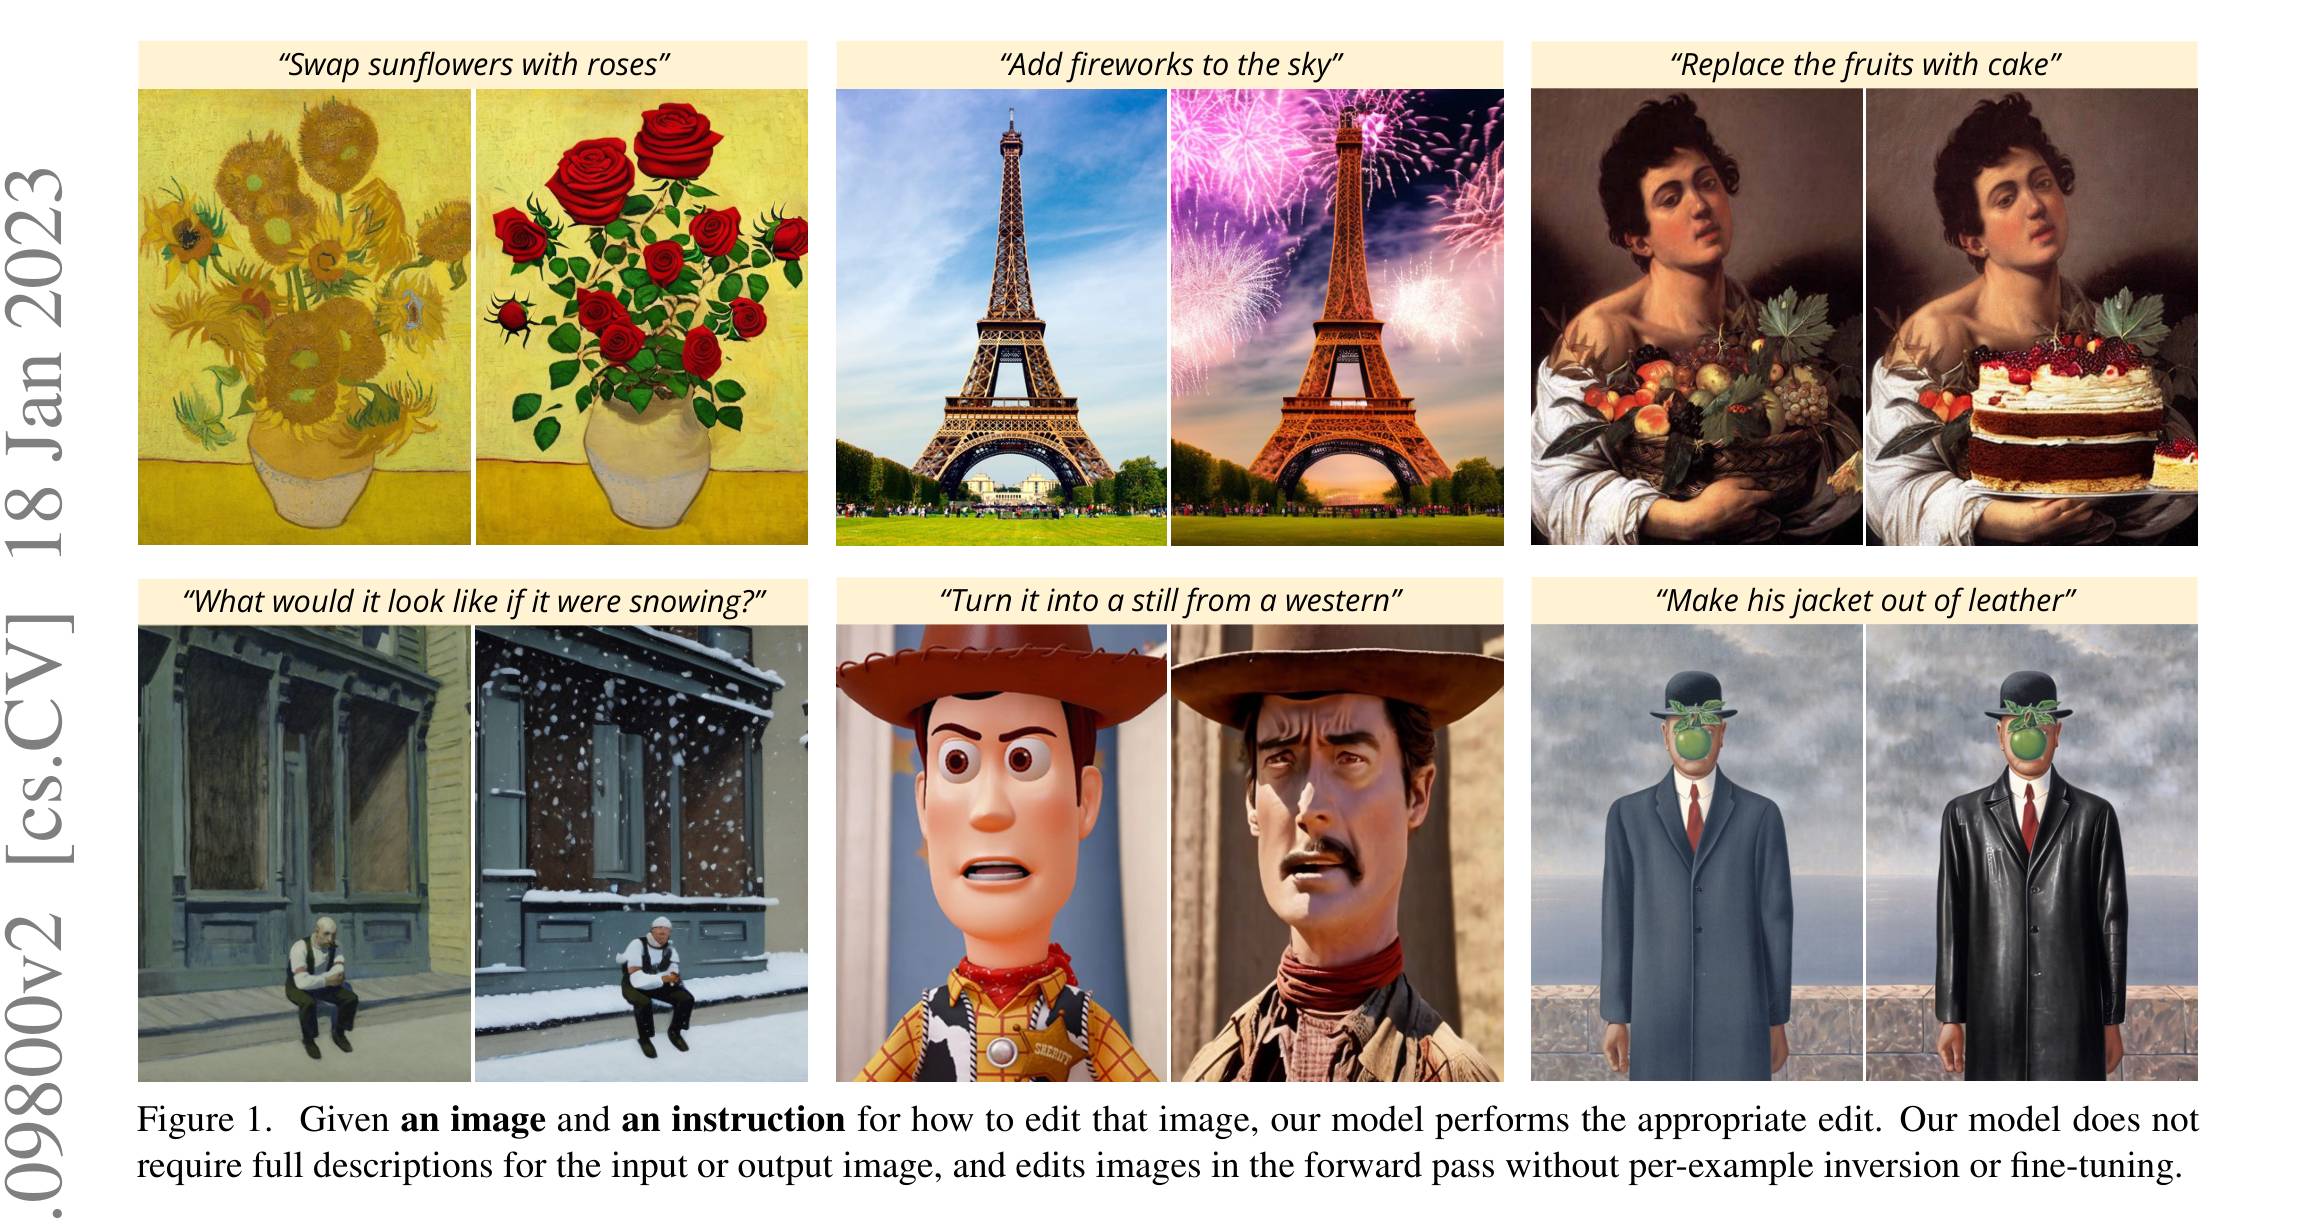 .09800v2 [cs.CV] 18 Jan 2023
“Swap sunflowers with roses”
“Add fireworks to the sky”
“Replace the fruits with cake”
“What would it look like if it were snowing?”
“Turn it into a still from a western”
“Make his jacket out of leather”
SHERIFF
Figure 1. Given an image and an instruction for how to edit that image, our model performs the appropriate edit. Our model does not
require full descriptions for the input or output image, and edits images in the forward pass without per-example inversion or fine-tuning.